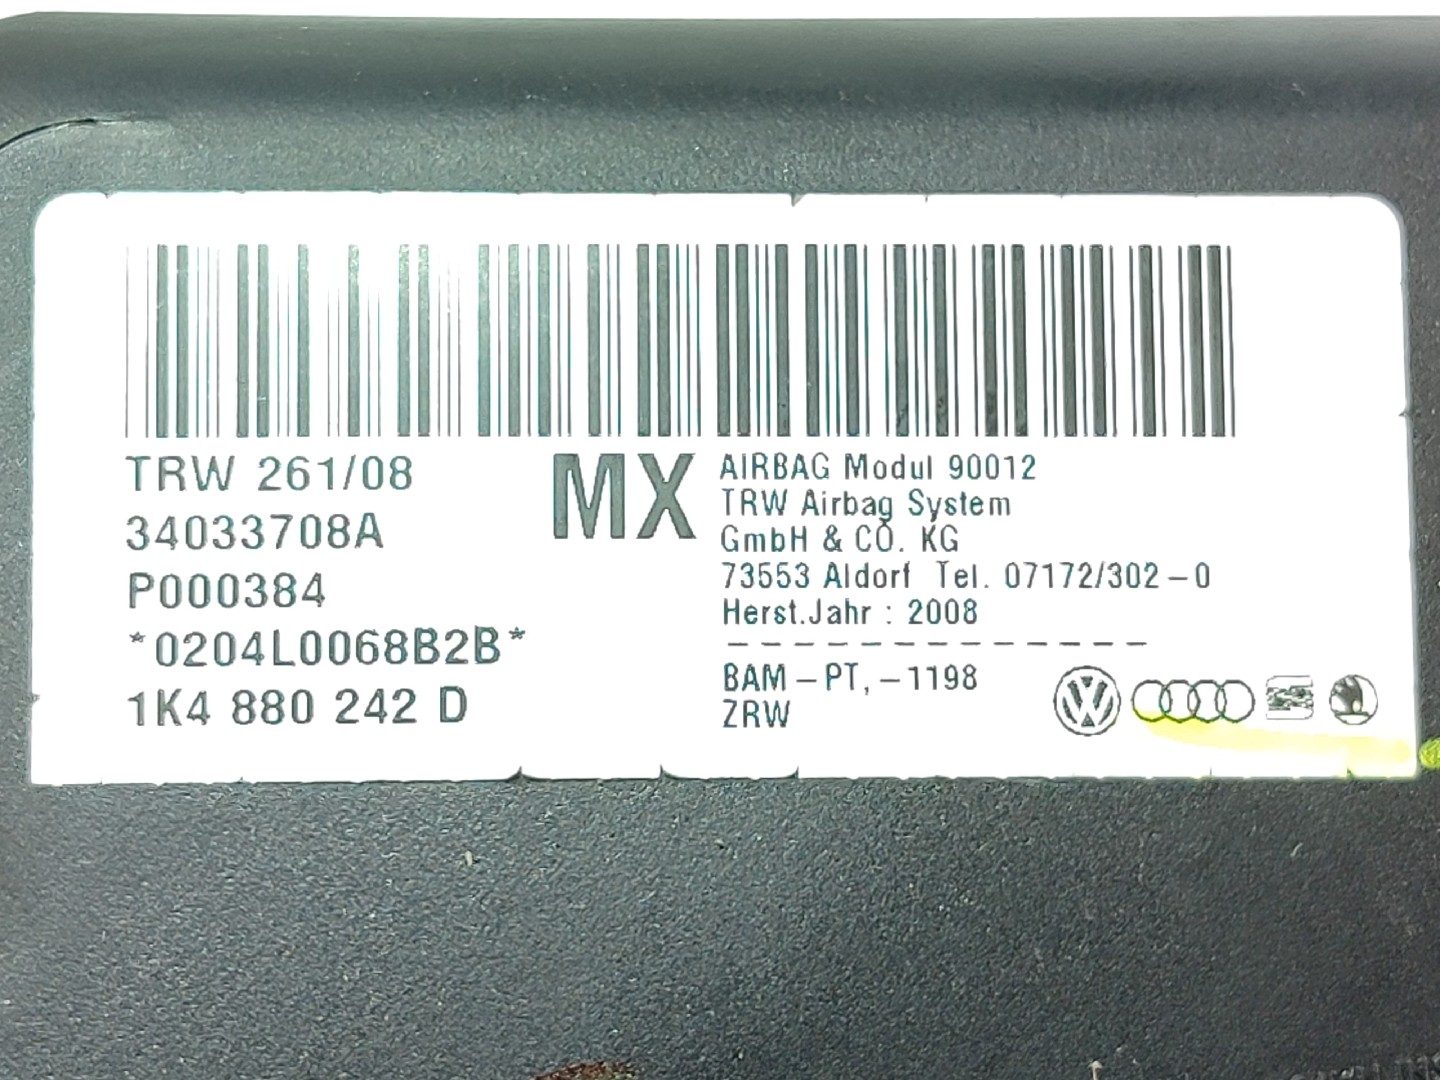 TRW 261/08
34033708A
P000384
*0204L0068B2B*
1K4 880 242 D
MX
AIRBAG Modul 90012
TRW Airbag System
GmbH & CO. KG
73553 Aldorf Tel. 07172/302-0
Herst.Jahr : 2008
--------------
BAM-PT,-1198
ZRW